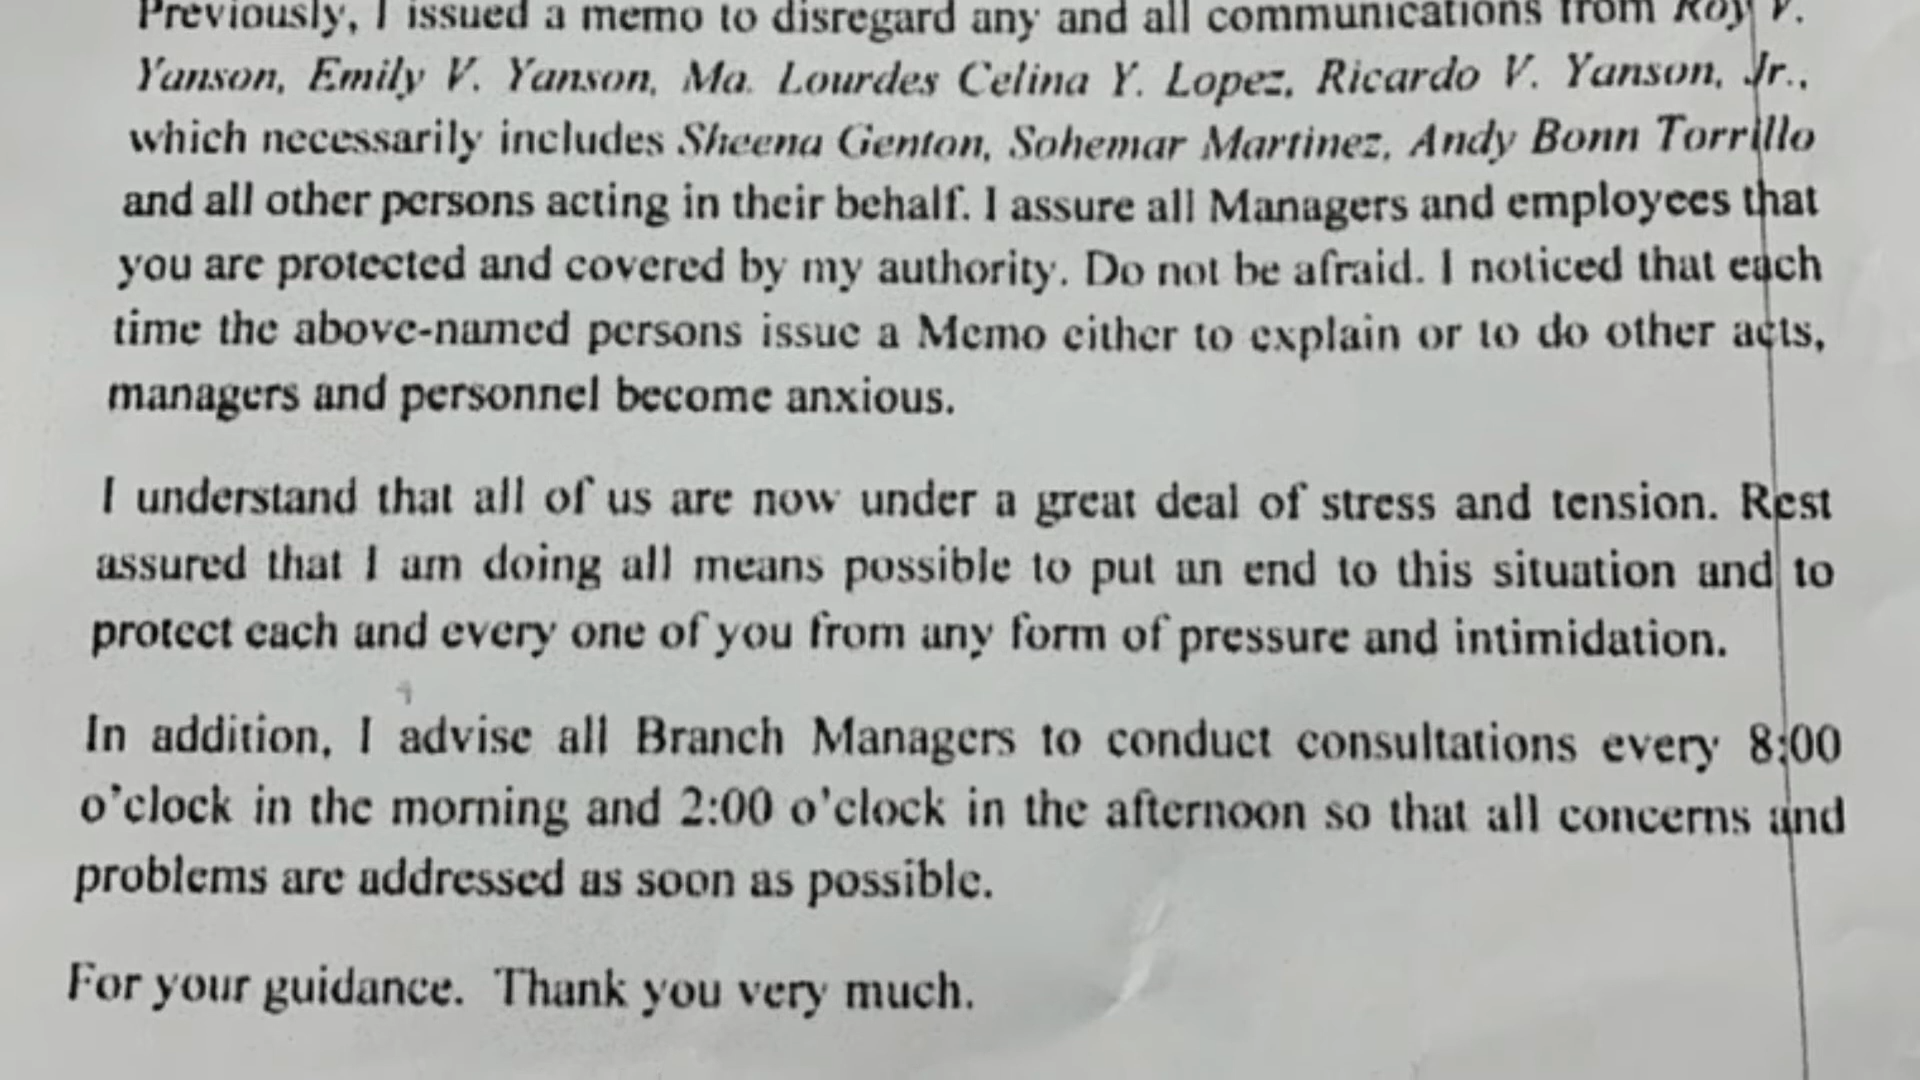 Previously, I issued a memo to disregard any and all communications from Roy V.
Yanson, Emily V. Yanson, Ma. Lourdes Celina Y. Lopez, Ricardo V. Yanson, Jr.,
which necessarily includes Sheena Genton, Sohemar Martinez, Andy Bonn Torrillo
and all other persons acting in their behalf. I assure all Managers and employees that
you are protected and covered by my authority. Do not be afraid. I noticed that each
time the above-named persons issue a Memo either to explain or to do other acts,
managers and personnel become anxious.
I understand that all of us are now under a great deal of stress and tension. Rest
assured that I am doing all means possible to put an end to this situation and to
protect each and every one of you from any form of pressure and intimidation.
In addition, I advise all Branch Managers to conduct consultations every 8:00
o'clock in the morning and 2:00 o'clock in the afternoon so that all concerns and
problems are addressed as soon as possible.
For your guidance. Thank you very much.